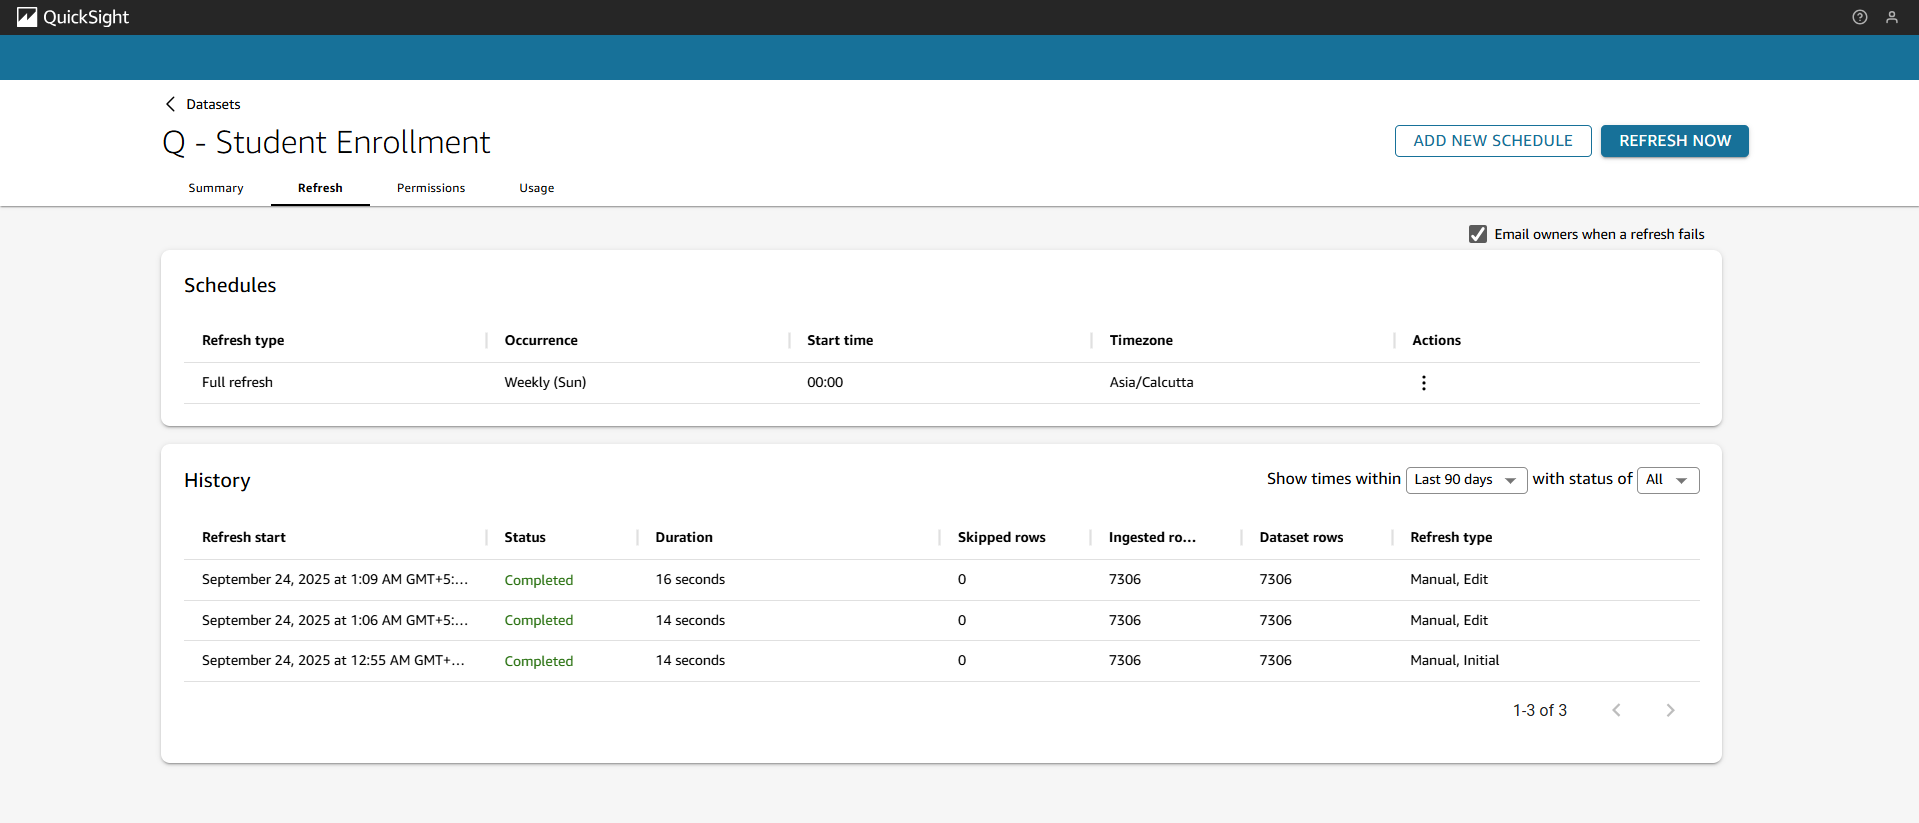 QuickSight
Datasets
Q - Student Enrollment
ADD NEW SCHEDULE REFRESH NOW
Summary Refresh Permissions Usage
Email owners when a refresh fails
Schedules
Refresh type Occurrence Start time Timezone Actions
Full refresh Weekly (Sun) 00:00 Asia/Calcutta
History
Show times within Last 90 days with status of All
Refresh start Status Duration Skipped rows Ingested ro... Dataset rows Refresh type
September 24, 2025 at 1:09 AM GMT+5:... Completed 16 seconds 0 7306 7306 Manual, Edit
September 24, 2025 at 1:06 AM GMT+5:... Completed 14 seconds 0 7306 7306 Manual, Edit
September 24, 2025 at 12:55 AM GMT+... Completed 14 seconds 0 7306 7306 Manual, Initial
1-3 of 3